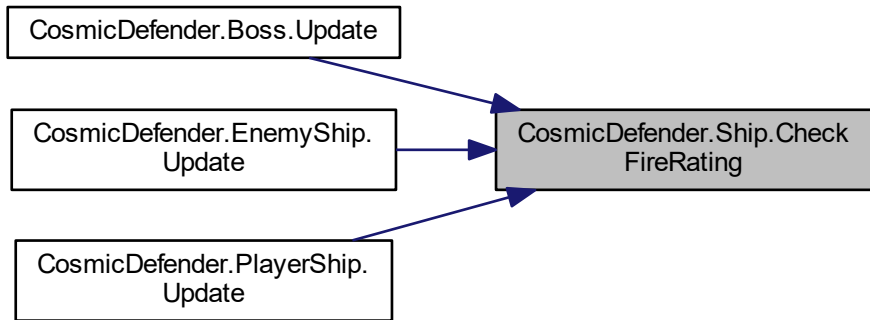 CosmicDefender.Boss.Update
CosmicDefender.EnemyShip.
Update
CosmicDefender.Ship.Check
FireRating
CosmicDefender.PlayerShip.
Update